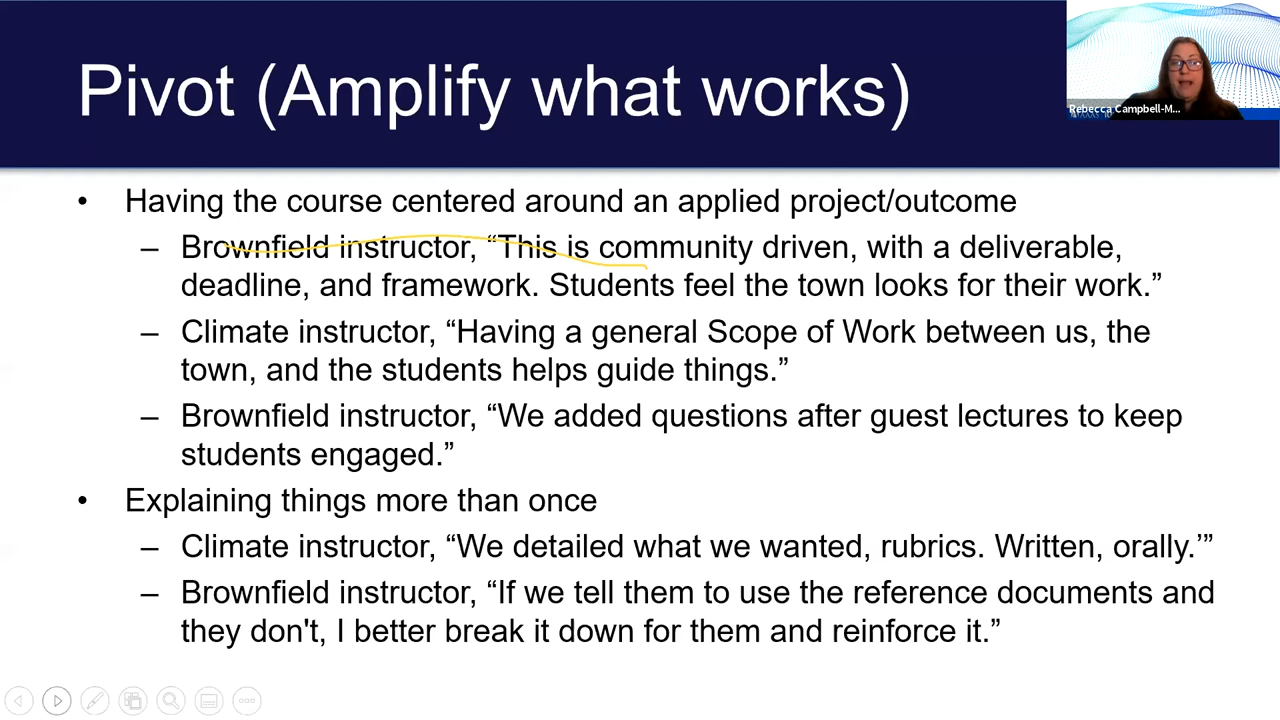 Pivot (Amplify what works)
Rebecca Campbell-M...
• Having the course centered around an applied project/outcome
– Brownfield instructor, “This is community driven, with a deliverable,
deadline, and framework. Students feel the town looks for their work.”
– Climate instructor, “Having a general Scope of Work between us, the
town, and the students helps guide things.”
– Brownfield instructor, “We added questions after guest lectures to keep
students engaged.”
• Explaining things more than once
– Climate instructor, “We detailed what we wanted, rubrics. Written, orally.’”
– Brownfield instructor, “If we tell them to use the reference documents and
they don't, I better break it down for them and reinforce it.”